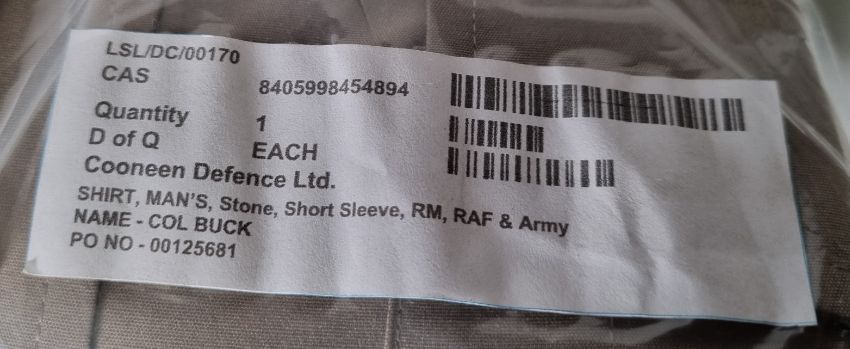 LSL/DC/00170
CAS 8405998454894
Quantity 1
D of Q EACH
Cooneen Defence Ltd.
SHIRT, MAN'S, Stone, Short Sleeve, RM, RAF & Army
NAME - COL BUCK
PO NO - 00125681